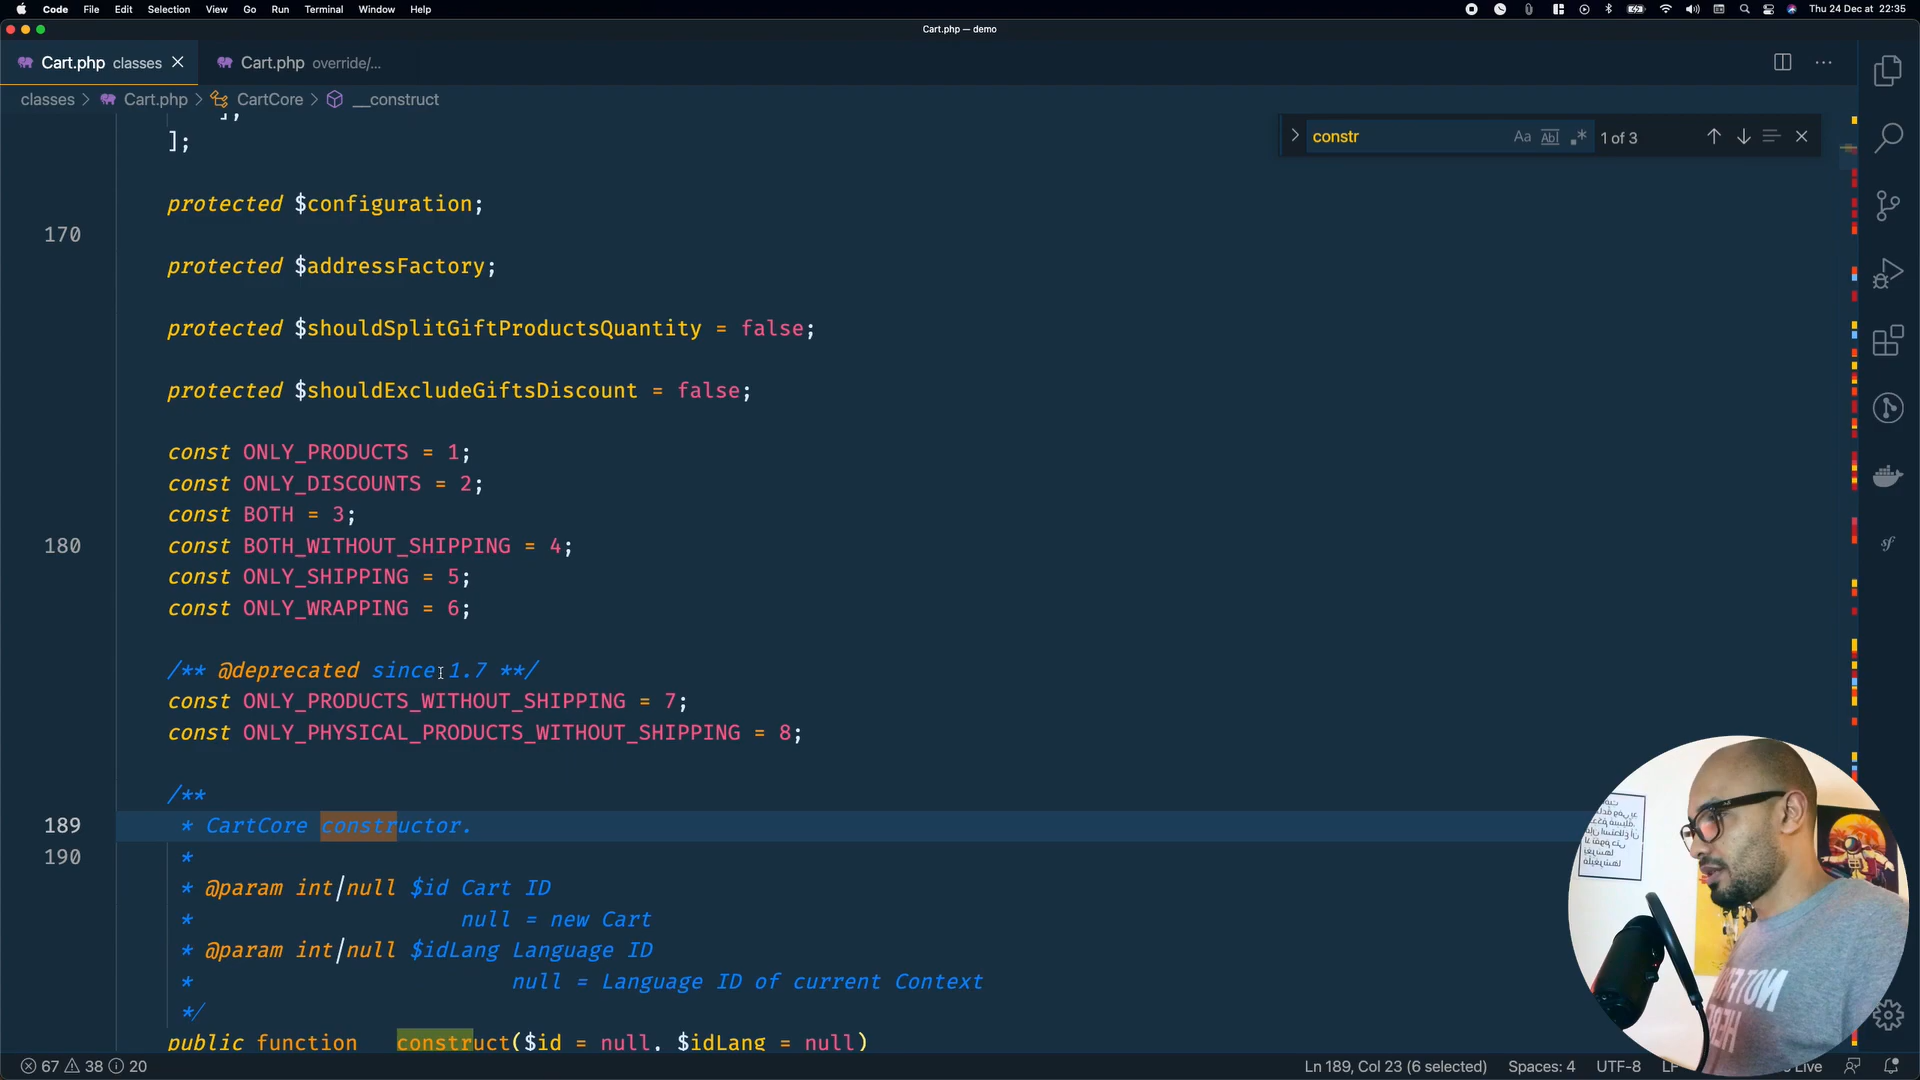 Code File Edit Selection View Go Run Terminal Window Help Thu 24 Dec at 22:35
Cart.php — demo
Cart.php classes Cart.php override/...
classes > Cart.php > CartCore > __construct
constr Aa Abl .* 1 of 3
];
];
protected $configuration;
170
protected $addressFactory;
protected $shouldSplitGiftProductsQuantity = false;
protected $shouldExcludeGiftsDiscount = false;
const ONLY_PRODUCTS = 1;
const ONLY_DISCOUNTS = 2;
const BOTH = 3;
180 const BOTH_WITHOUT_SHIPPING = 4;
const ONLY_SHIPPING = 5;
const ONLY_WRAPPING = 6;
/** @deprecated since 1.7 **/
const ONLY_PRODUCTS_WITHOUT_SHIPPING = 7;
const ONLY_PHYSICAL_PRODUCTS_WITHOUT_SHIPPING = 8;
/**
189 * CartCore constructor.
190 *
* @param int|null $id Cart ID
* null = new Cart
* @param int|null $idLang Language ID
* null = Language ID of current Context
*/
public function __construct($id = null, $idLang = null)
67 38 20 Ln 189, Col 23 (6 selected) Spaces: 4 UTF-8 LF Live